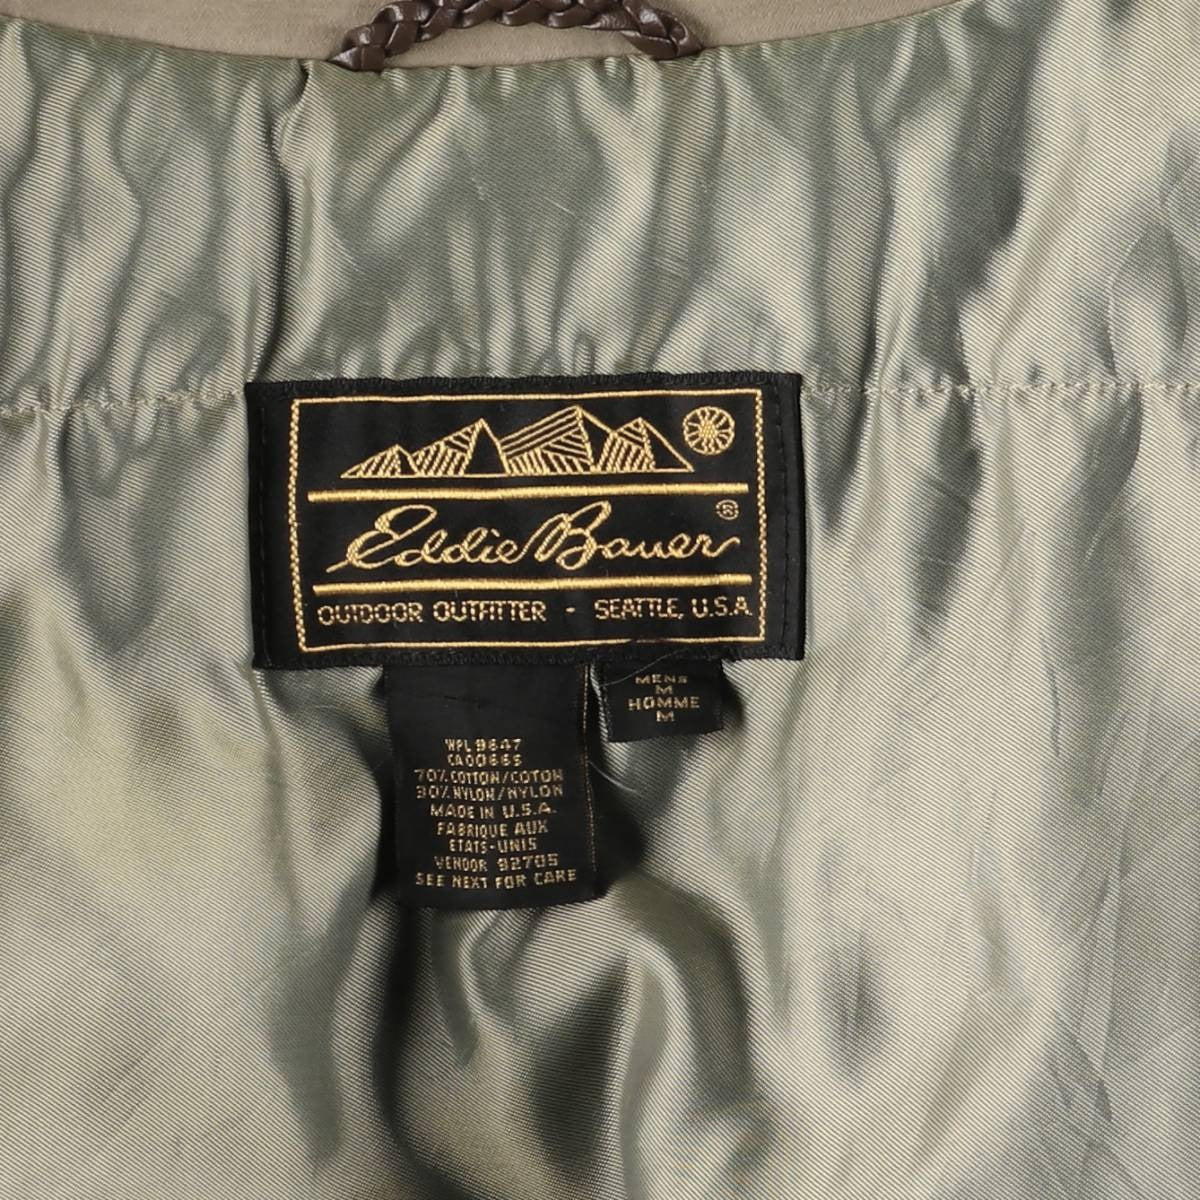 Eddie Bauer ®
OUTDOOR OUTFITTER - SEATTLE, U.S.A.
MENS
M
HOMME
M
WPL 9647
CA00665
70% COTTON/COTON
30% NYLON/NYLON
MADE IN U.S.A.
FABRIQUE AUX
ETATS-UNIS
VENDOR 92705
SEE NEXT FOR CARE